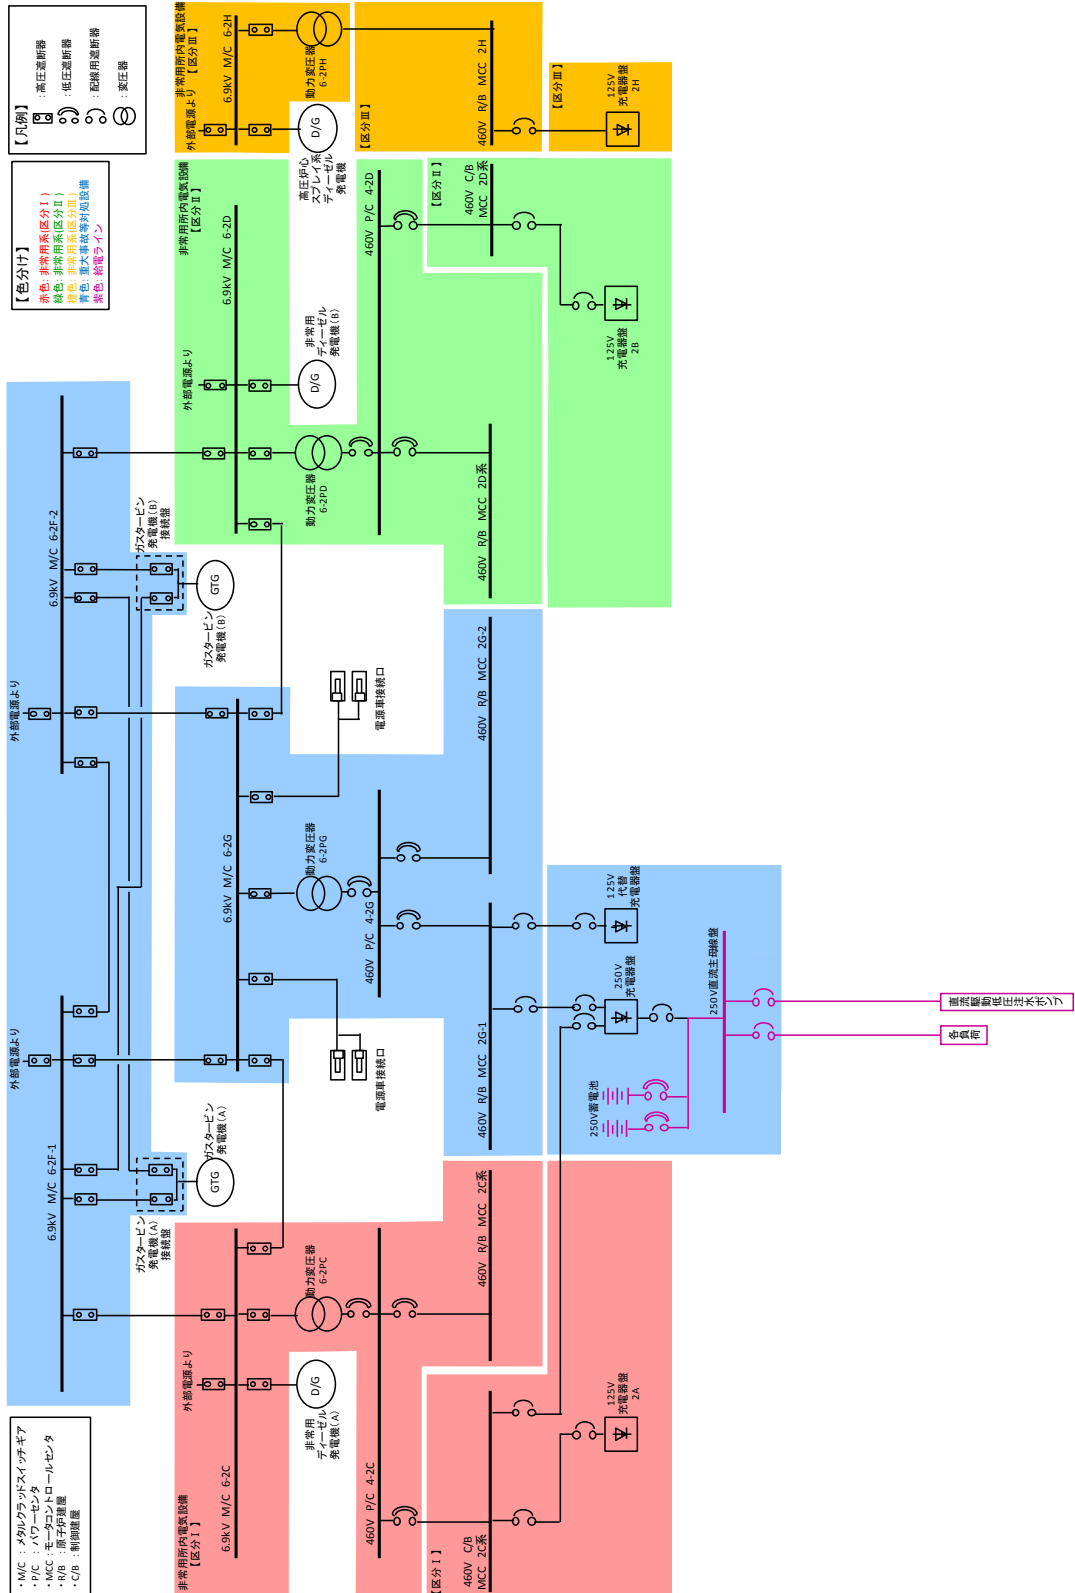 ・M/C ：メタルクラッドスイッチギア
・P/C ：パワーセンタ
・MCC：モータコントロールセンタ
・R/B ：原子炉建屋
・C/B ：制御建屋
【色分け】
赤色：非常用系(区分Ⅰ)
緑色：非常用系(区分Ⅱ)
橙色：非常用系(区分Ⅲ)
青色：重大事故等対処設備
紫色：給電ライン
【凡例】
：高圧遮断器
：低圧遮断器
：配線用遮断器
：変圧器
外部電源より
6.9kV M/C 6-2F-1
外部電源より
6.9kV M/C 6-2F-2
ガスタービン
発電機(A)
接続盤
GTG
ガスタービン
発電機(A)
ガスタービン
発電機(B)
接続盤
GTG
ガスタービン
発電機(B)
非常用所内電気設備
【区分Ⅰ】
外部電源より
6.9kV M/C 6-2C
D/G
非常用
ディーゼル
発電機(A)
動力変圧器
6-2PC
460V P/C 4-2C
【区分Ⅰ】
460V C/B
MCC 2C系
460V R/B MCC 2C系
125V
充電器盤
2A
6.9kV M/C 6-2G
電源車接続口
動力変圧器
6-2PG
電源車接続口
460V P/C 4-2G
460V R/B MCC 2G-1
460V R/B MCC 2G-2
250V
充電器盤
125V
代替
充電器盤
250V蓄電池
250V直流主母線盤
各負荷
直流駆動低圧注水ポンプ
非常用所内電気設備
【区分Ⅱ】
外部電源より
6.9kV M/C 6-2D
D/G
非常用
ディーゼル
発電機(B)
動力変圧器
6-2PD
460V P/C 4-2D
【区分Ⅱ】
460V C/B
MCC 2D系
460V R/B MCC 2D系
125V
充電器盤
2B
非常用所内電気設備
【区分Ⅲ】
外部電源より
6.9kV M/C 6-2H
D/G
高圧炉心
スプレイ系
ディーゼル
発電機
動力変圧器
6-2PH
【区分Ⅲ】
460V R/B MCC 2H
【区分Ⅲ】
125V
充電器盤
2H